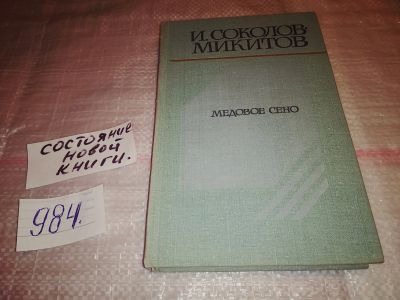 И. СОКОЛОВ-
МИКИТОВ
МЕДОВОЕ СЕНО
СОСТОЯНИЕ
НОВОЙ
КНИГИ.
984.